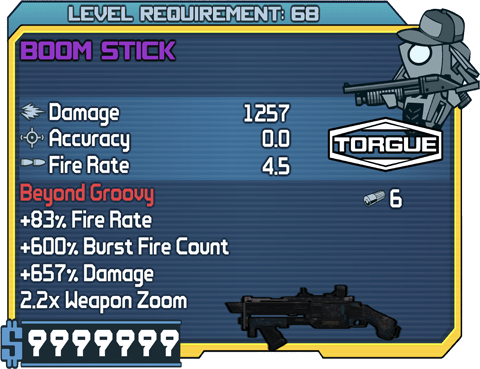 LEVEL REQUIREMENT: 68
BOOM STICK
Damage 1257
Accuracy 0.0
Fire Rate 4.5
TORGUE
Beyond Groovy
6
+83% Fire Rate
+600% Burst Fire Count
+657% Damage
2.2x Weapon Zoom
$ 9999999